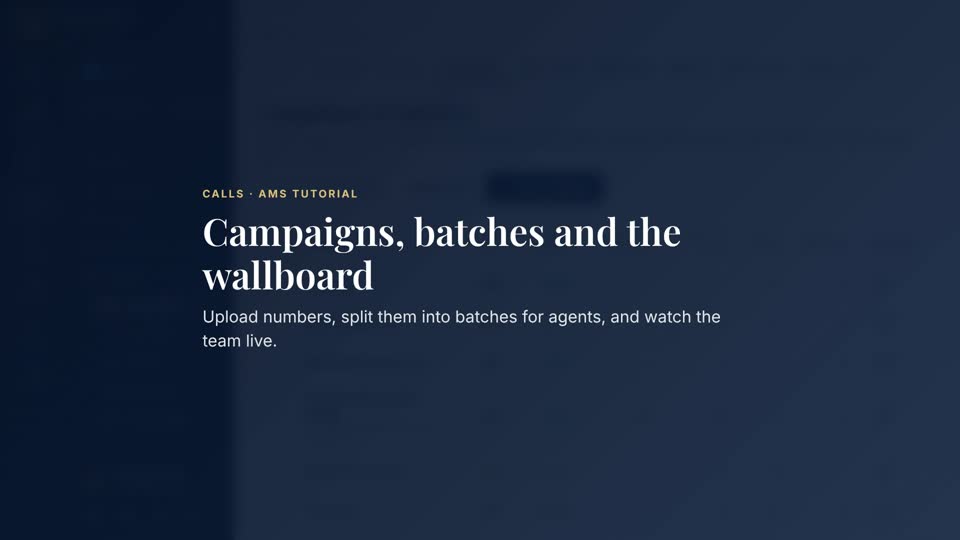 CALLS · AMS TUTORIAL
Campaigns, batches and the
wallboard
Upload numbers, split them into batches for agents, and watch the
team live.